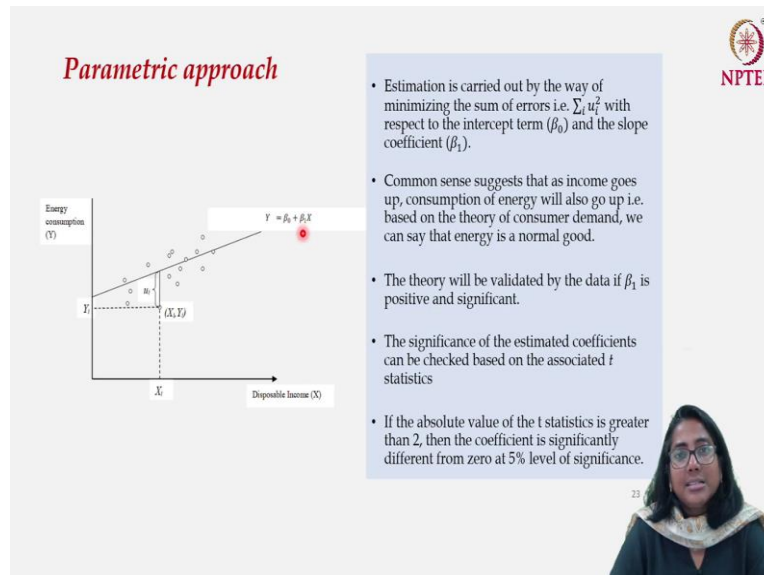 Parametric approach
NPTEL
• Estimation is carried out by the way of
minimizing the sum of errors i.e. ∑ᵢ uᵢ² with
respect to the intercept term (β₀) and the slope
coefficient (β₁).
• Common sense suggests that as income goes
up, consumption of energy will also go up i.e.
based on the theory of consumer demand, we
can say that energy is a normal good.
• The theory will be validated by the data if β₁ is
positive and significant.
• The significance of the estimated coefficients
can be checked based on the associated t
statistics
• If the absolute value of the t statistics is greater
than 2, then the coefficient is significantly
different from zero at 5% level of significance.
Energy
consumption
(Y)
Y = β₀ + β₁X
uᵢ
Yᵢ
(Xᵢ,Yᵢ)
Xᵢ
Disposable Income (X)
23